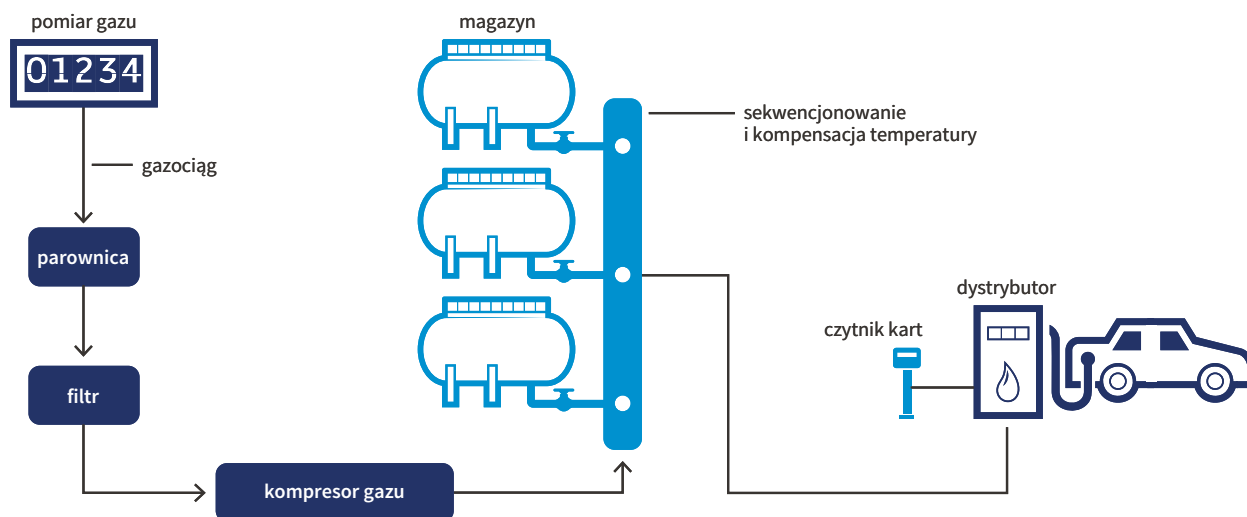 pomiar gazu
01234
gazociąg
parownica
filtr
kompresor gazu
magazyn
sekwencjonowanie
i kompensacja temperatury
czytnik kart
dystrybutor